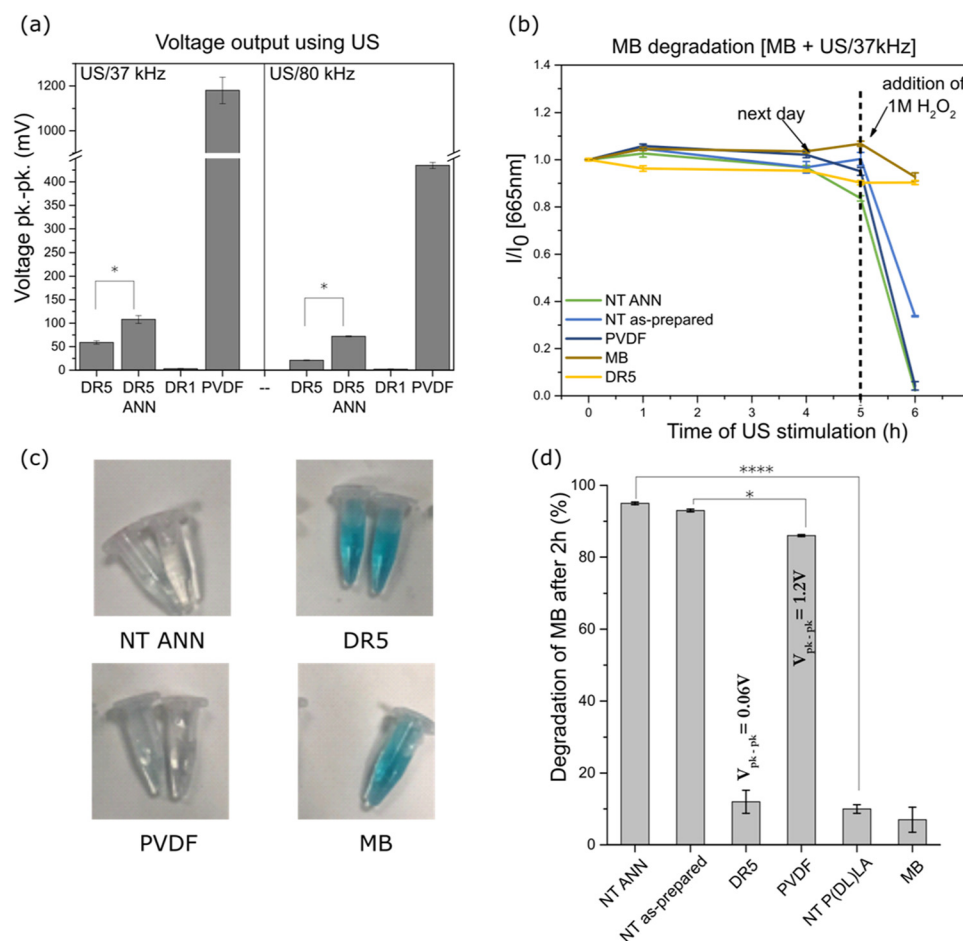 (a)
Voltage output using US
US/37 kHz
US/80 kHz
Voltage pk.-pk. (mV)
1200
1000
400
450
350
300
250
200
150
100
50
0
*
*
DR5
DR5
ANN
DR1
PVDF
--
DR5
DR5
ANN
DR1
PVDF
(b)
MB degradation [MB + US/37kHz]
I/I₀ [665nm]
1.4
1.2
1.0
0.8
0.6
0.4
0.2
0.0
next day
addition of
1M H₂O₂
NT ANN
NT as-prepared
PVDF
MB
DR5
0
1
2
3
4
5
6
Time of US stimulation (h)
(c)
NT ANN
DR5
PVDF
MB
(d)
Degradation of MB after 2h (%)
100
80
60
40
20
0
****
*
V pk - pk = 0.06V
V pk - pk = 1.2V
NT ANN
NT as-prepared
DR5
PVDF
NT P(DL)LA
MB